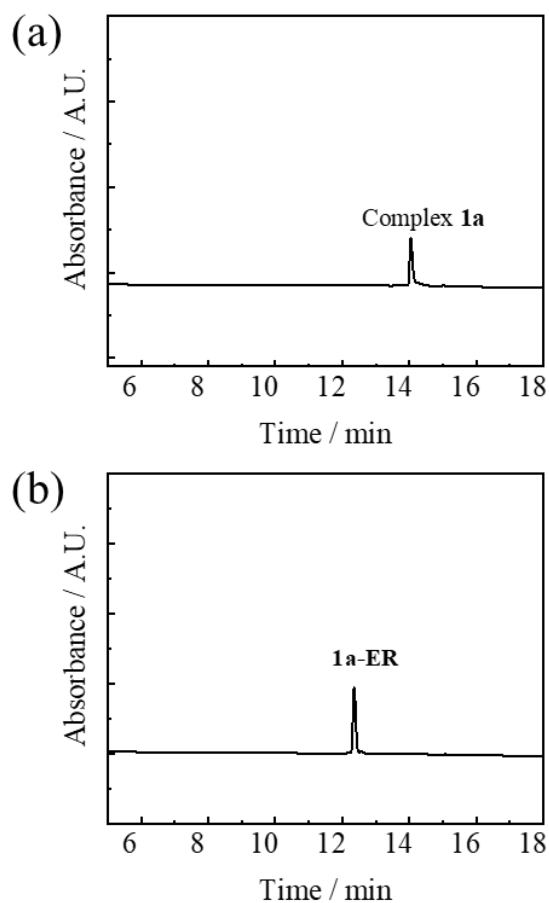 (a)
Absorbance / A.U.
Complex 1a
6 8 10 12 14 16 18
Time / min
(b)
Absorbance / A.U.
1a-ER
6 8 10 12 14 16 18
Time / min